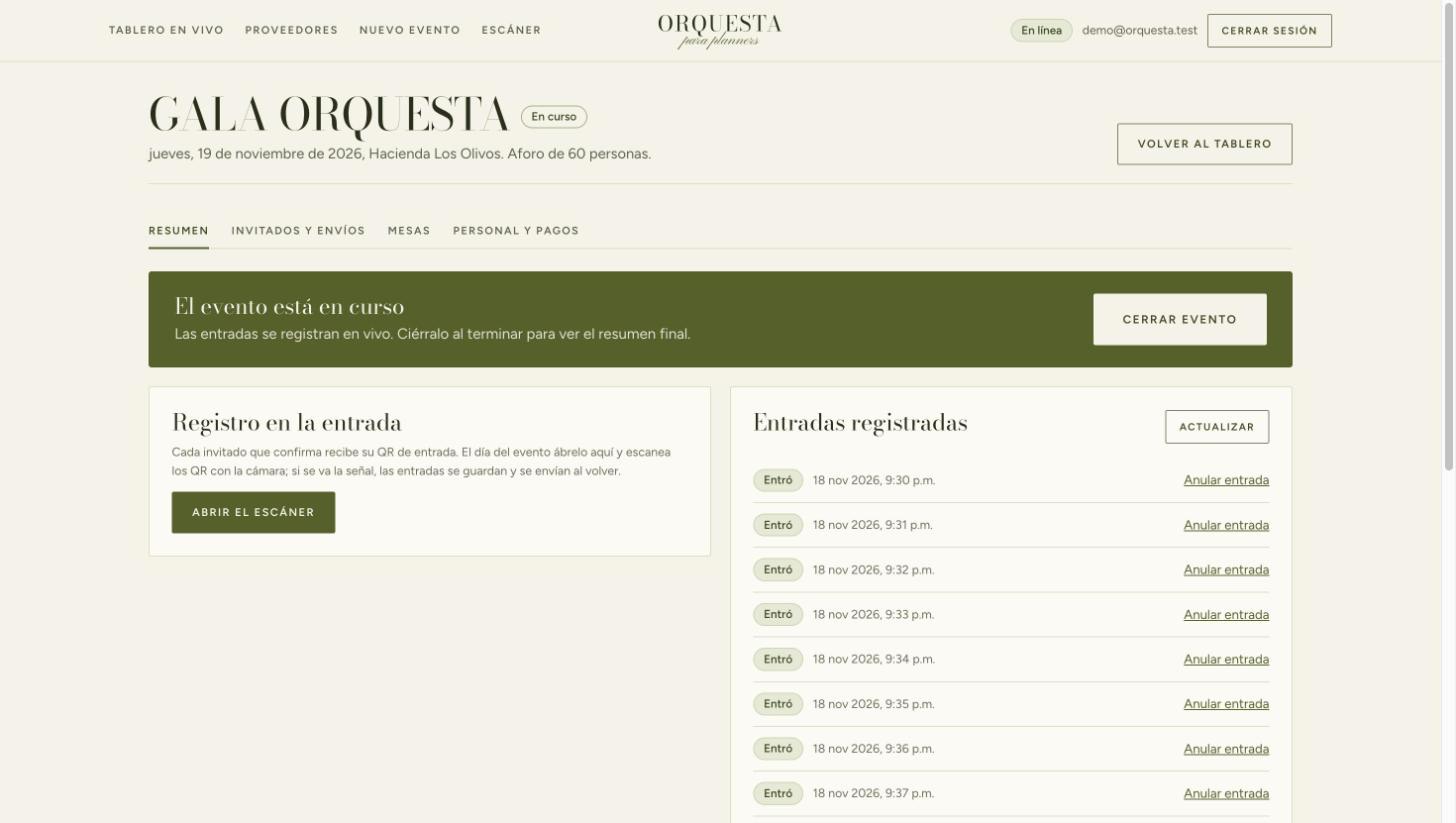 TABLERO EN VIVO
PROVEEDORES
NUEVO EVENTO
ESCÁNER
ORQUESTA
para planners
En línea
demo@orquesta.test
CERRAR SESIÓN
GALA ORQUESTA
En curso
jueves, 19 de noviembre de 2026, Hacienda Los Olivos. Aforo de 60 personas.
VOLVER AL TABLERO
RESUMEN
INVITADOS Y ENVÍOS
MESAS
PERSONAL Y PAGOS
El evento está en curso
Las entradas se registran en vivo. Ciérralo al terminar para ver el resumen final.
CERRAR EVENTO
Registro en la entrada
Cada invitado que confirma recibe su QR de entrada. El día del evento ábrelo aquí y escanea
los QR con la cámara; si se va la señal, las entradas se guardan y se envían al volver.
ABRIR EL ESCÁNER
Entradas registradas
ACTUALIZAR
Entró 18 nov 2026, 9:30 p.m. Anular entrada
Entró 18 nov 2026, 9:31 p.m. Anular entrada
Entró 18 nov 2026, 9:32 p.m. Anular entrada
Entró 18 nov 2026, 9:33 p.m. Anular entrada
Entró 18 nov 2026, 9:34 p.m. Anular entrada
Entró 18 nov 2026, 9:35 p.m. Anular entrada
Entró 18 nov 2026, 9:36 p.m. Anular entrada
Entró 18 nov 2026, 9:37 p.m. Anular entrada